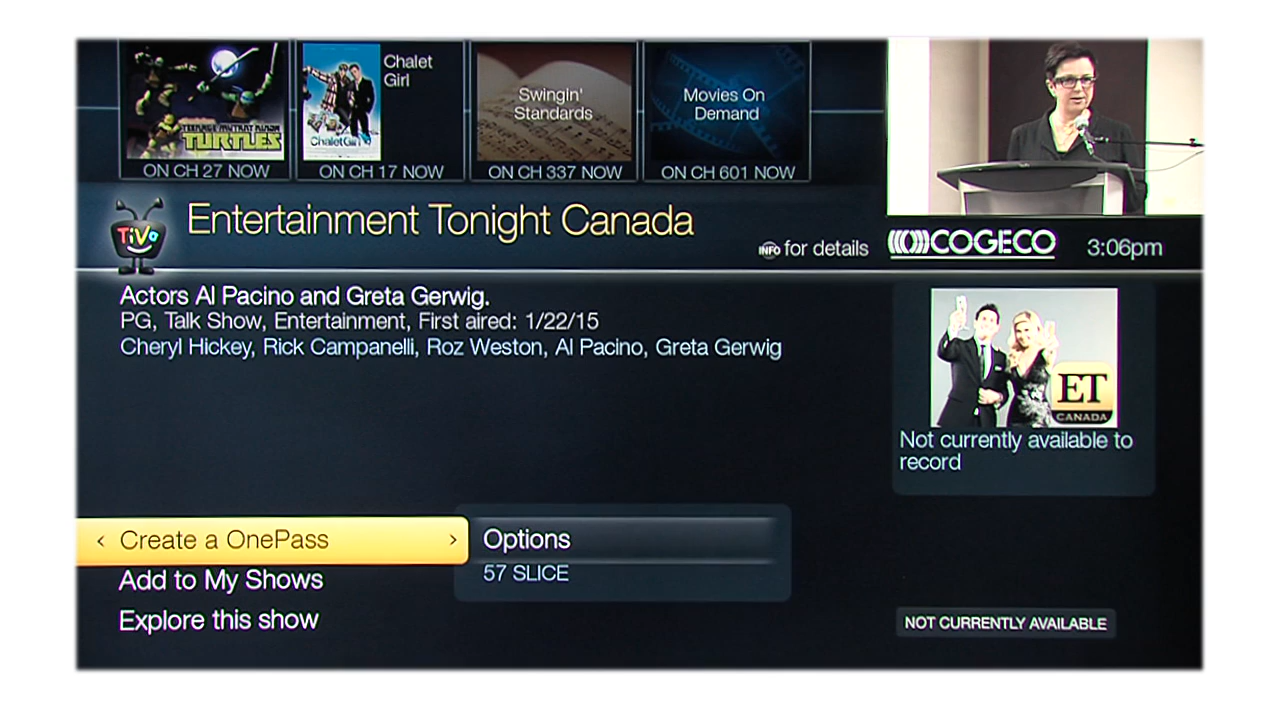 TEENAGE MUTANT NINJA
TURTLES
ON CH 27 NOW
Chalet
Girl
Chalet Girl
ON CH 17 NOW
Swingin'
Standards
ON CH 337 NOW
Movies On
Demand
ON CH 601 NOW
TiVo
Entertainment Tonight Canada
INFO for details
COGECO
3:06pm
Actors Al Pacino and Greta Gerwig.
PG, Talk Show, Entertainment, First aired: 1/22/15
Cheryl Hickey, Rick Campanelli, Roz Weston, Al Pacino, Greta Gerwig
ET
CANADA
Not currently available to
record
< Create a OnePass >
Options
Add to My Shows
57 SLICE
Explore this show
NOT CURRENTLY AVAILABLE